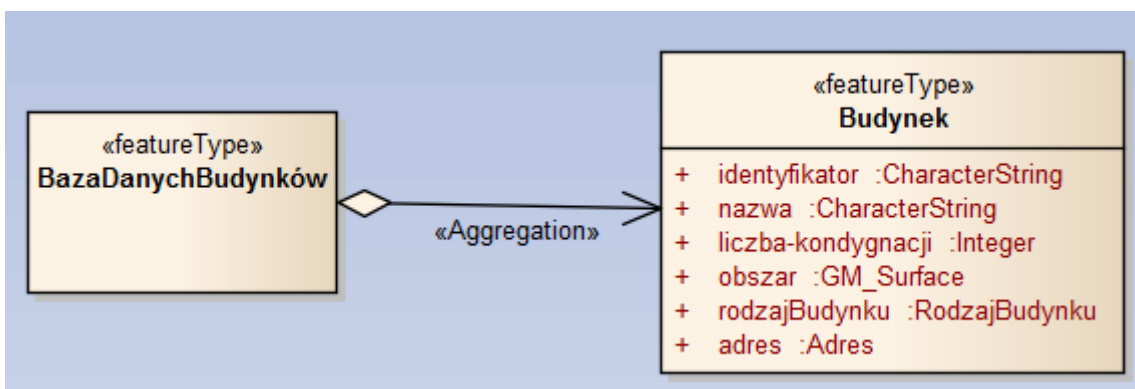 «featureType»
BazaDanychBudynków
«Aggregation»
«featureType»
Budynek
+ identyfikator :CharacterString
+ nazwa :CharacterString
+ liczba-kondygnacji :Integer
+ obszar :GM_Surface
+ rodzajBudynku :RodzajBudynku
+ adres :Adres